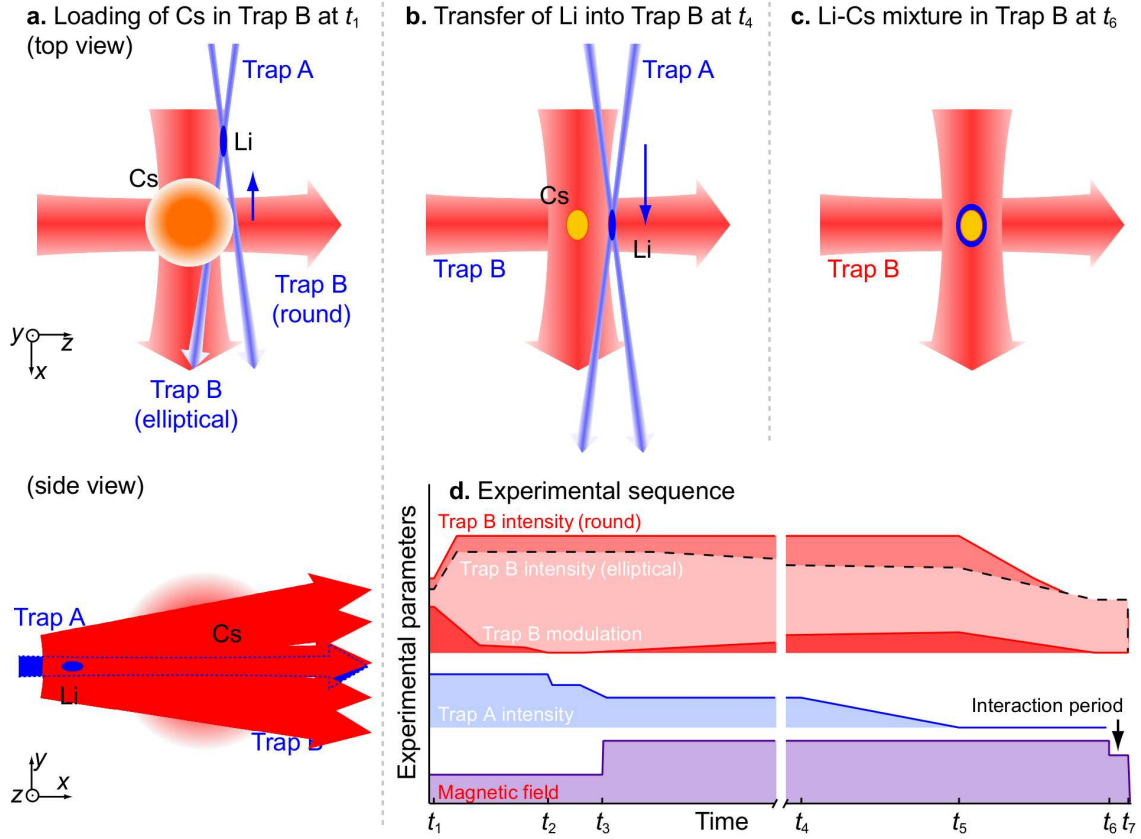 a. Loading of Cs in Trap B at t1
(top view)
Trap A
Li
Cs
Trap B
(round)
Trap B
(elliptical)
y
z
x
b. Transfer of Li into Trap B at t4
Trap A
Cs
Li
Trap B
c. Li-Cs mixture in Trap B at t6
Trap B
(side view)
Trap A
Cs
Li
Trap B
y
x
z
d. Experimental sequence
Experimental parameters
Trap B intensity (round)
Trap B intensity (elliptical)
Trap B modulation
Trap A intensity
Interaction period
Magnetic field
t1 t2 t3 Time t4 t5 t6 t7